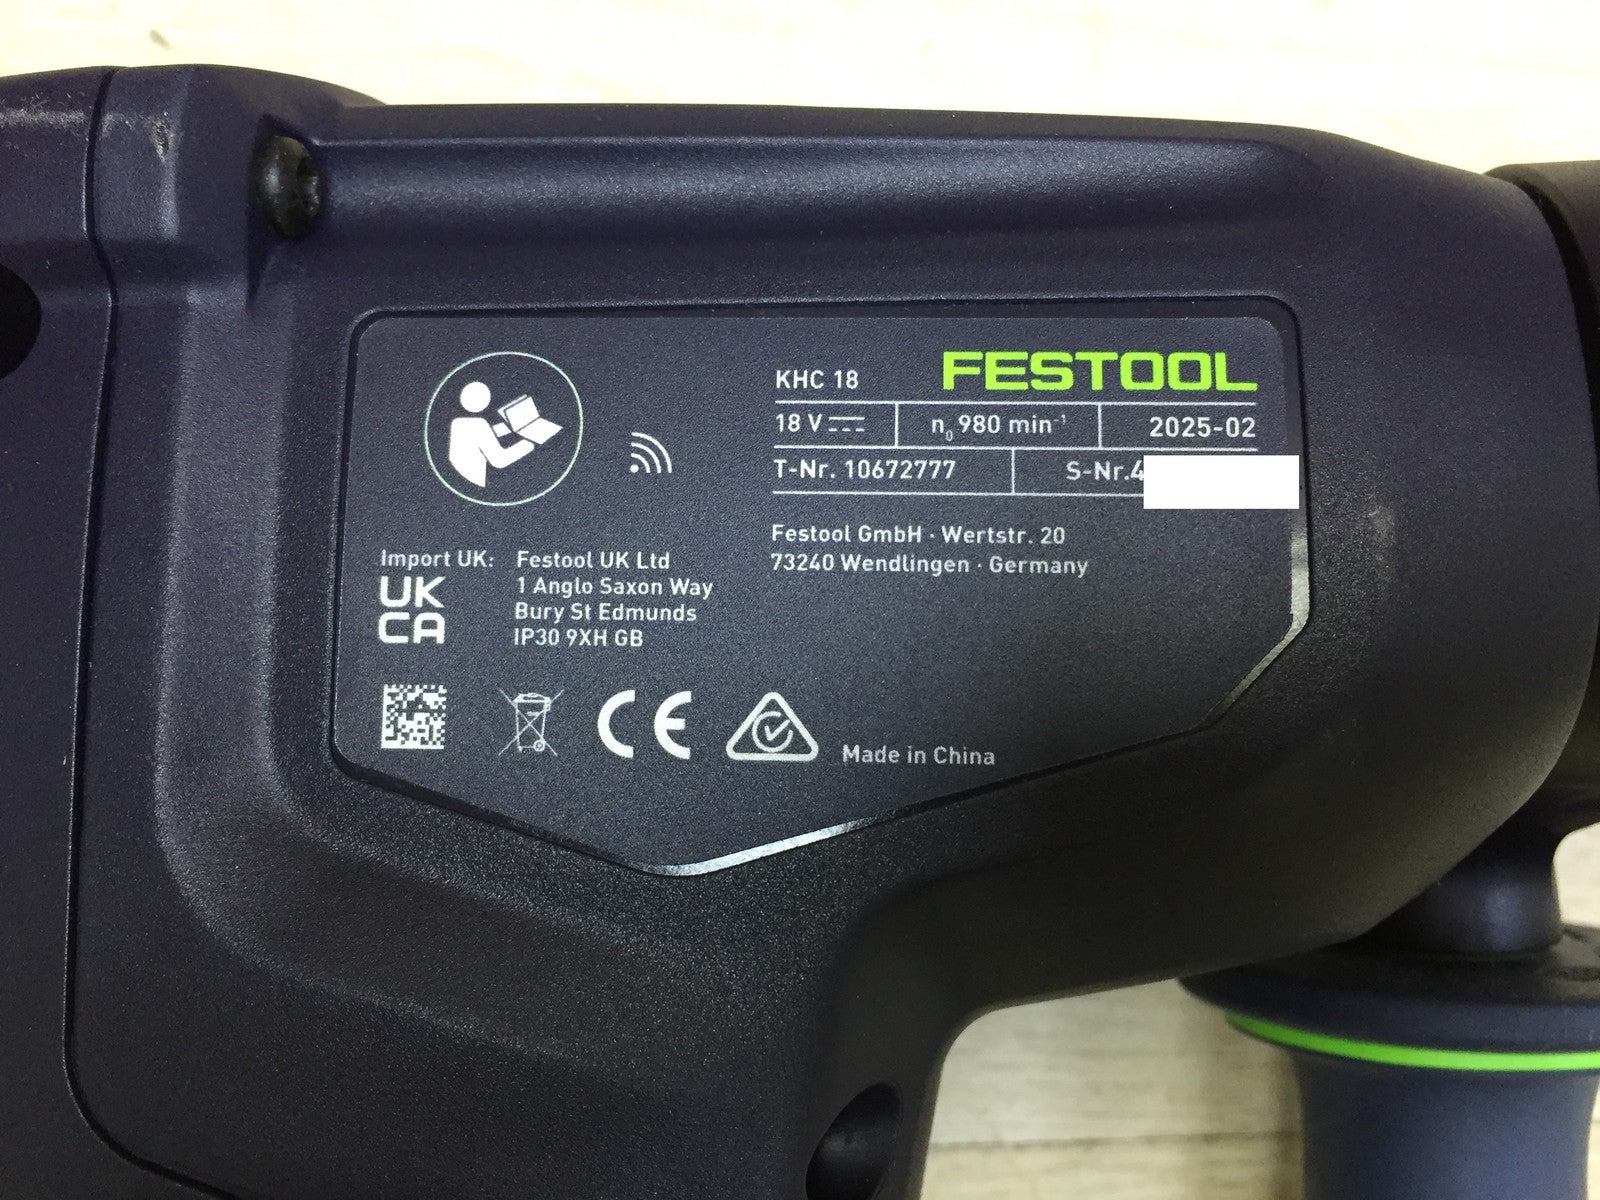 KHC 18 FESTOOL
18 V n0 980 min-1 2025-02
T-Nr. 10672777 S-Nr.4
Festool GmbH · Wertstr. 20
73240 Wendlingen · Germany
Import UK: Festool UK Ltd
1 Anglo Saxon Way
Bury St Edmunds
IP30 9XH GB
UK
CA
CE
Made in China